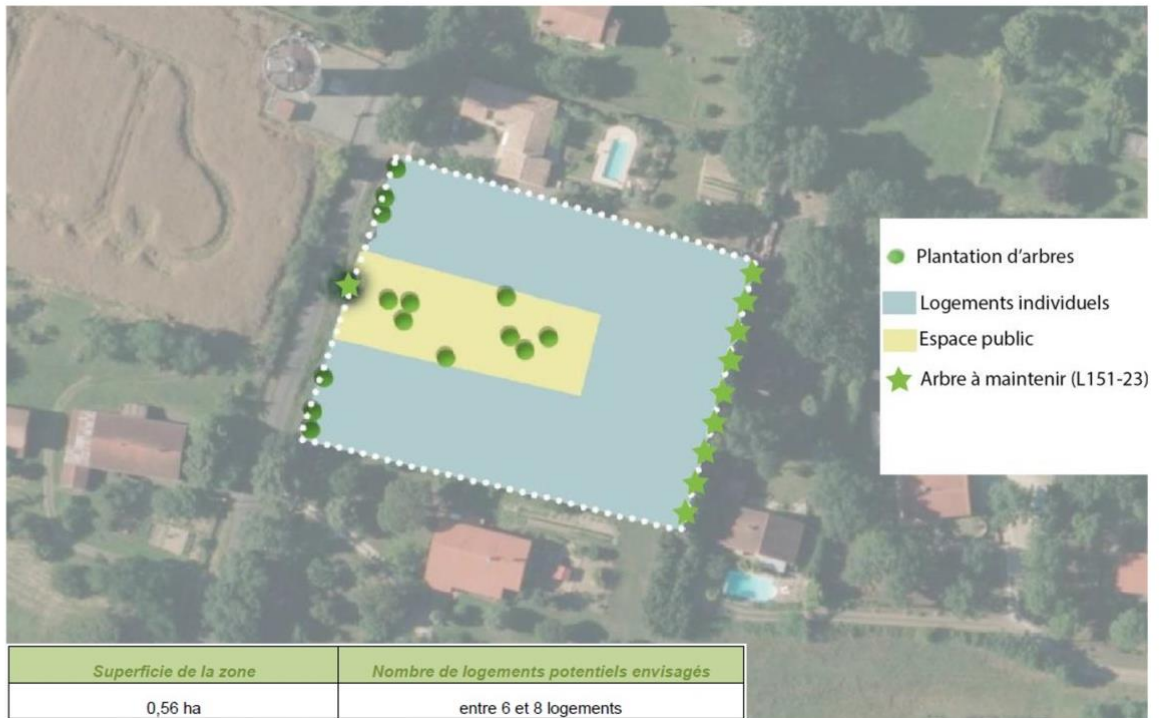 Plantation d'arbres
Logements individuels
Espace public
Arbre à maintenir (L151-23)
Superficie de la zone
Nombre de logements potentiels envisagés
0,56 ha
entre 6 et 8 logements